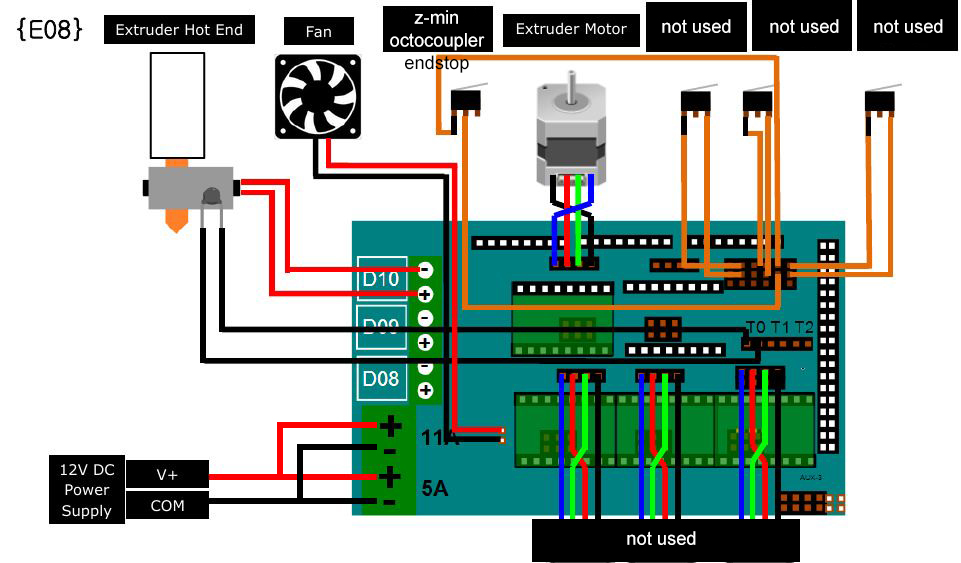 {E08}
Extruder Hot End
Fan
z-min
octocoupler
endstop
Extruder Motor
not used
not used
not used
D10
-
+
D09
-
+
D08
-
+
T0 T1 T2
+
11A
-
+
5A
-
12V DC
Power
Supply
V+
COM
AUX-3
not used